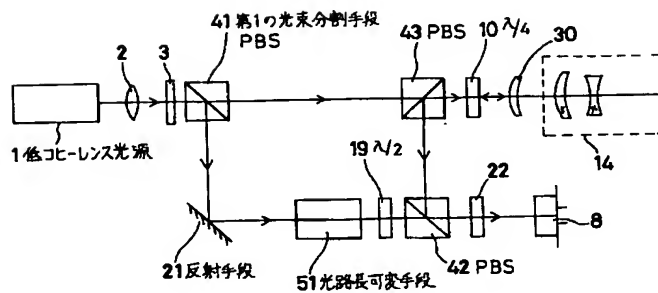 41 第1の光束分割手段
PBS
2
3
43 PBS
10 λ/4
30
1 低コヒーレンス光源
14
19 λ/2
22
8
21 反射手段
51 光路長可変手段
42 PBS